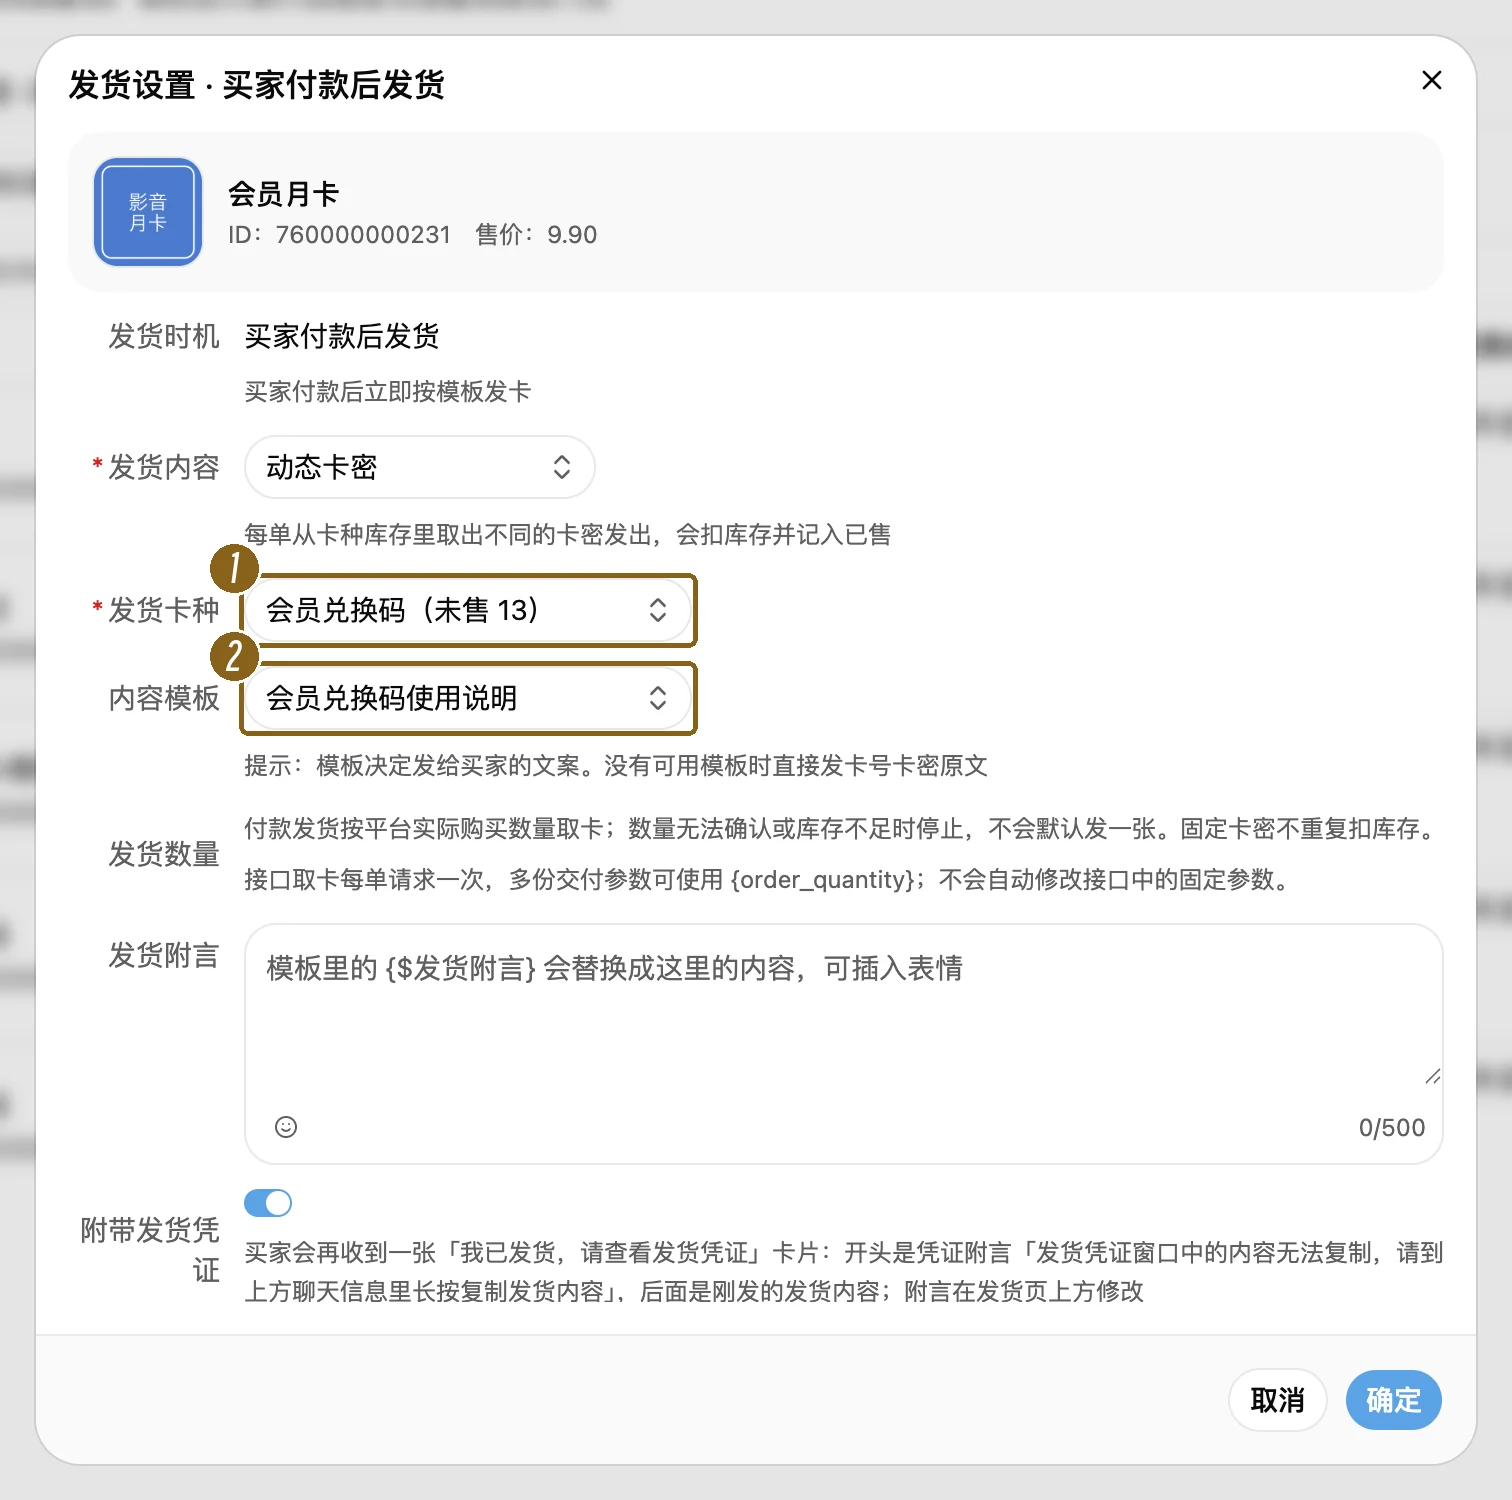 发货设置 · 买家付款后发货
影音
月卡
会员月卡
ID：760000000231 售价：9.90
发货时机 买家付款后发货
买家付款后立即按模板发卡
* 发货内容 动态卡密
每单从卡种库存里取出不同的卡密发出，会扣库存并记入已售
1
* 发货卡种 会员兑换码（未售 13）
2
内容模板 会员兑换码使用说明
提示：模板决定发给买家的文案。没有可用模板时直接发卡号卡密原文
付款发货按平台实际购买数量取卡；数量无法确认或库存不足时停止，不会默认发一张。固定卡密不重复扣库存。
发货数量
接口取卡每单请求一次，多份交付参数可使用 {order_quantity}；不会自动修改接口中的固定参数。
发货附言 模板里的 {$发货附言} 会替换成这里的内容，可插入表情
0/500
附带发货凭
证
买家会再收到一张「我已发货，请查看发货凭证」卡片：开头是凭证附言「发货凭证窗口中的内容无法复制，请到
上方聊天信息里长按复制发货内容」，后面是刚发的发货内容；附言在发货页上方修改
取消 确定